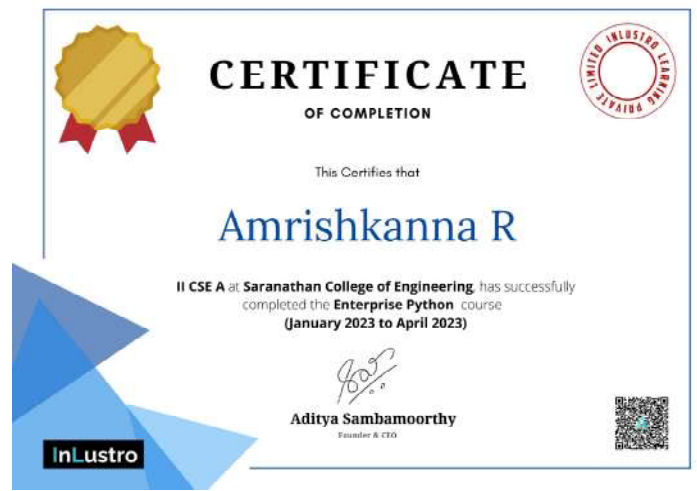 CERTIFICATE
OF COMPLETION
INLUSTRO LEARNING PRIVATE LIMITED
This Certifies that
Amrishkanna R
II CSE A at Saranathan College of Engineering, has successfully
completed the Enterprise Python course
(January 2023 to April 2023)
Aditya Sambamoorthy
Founder & CEO
InLustro